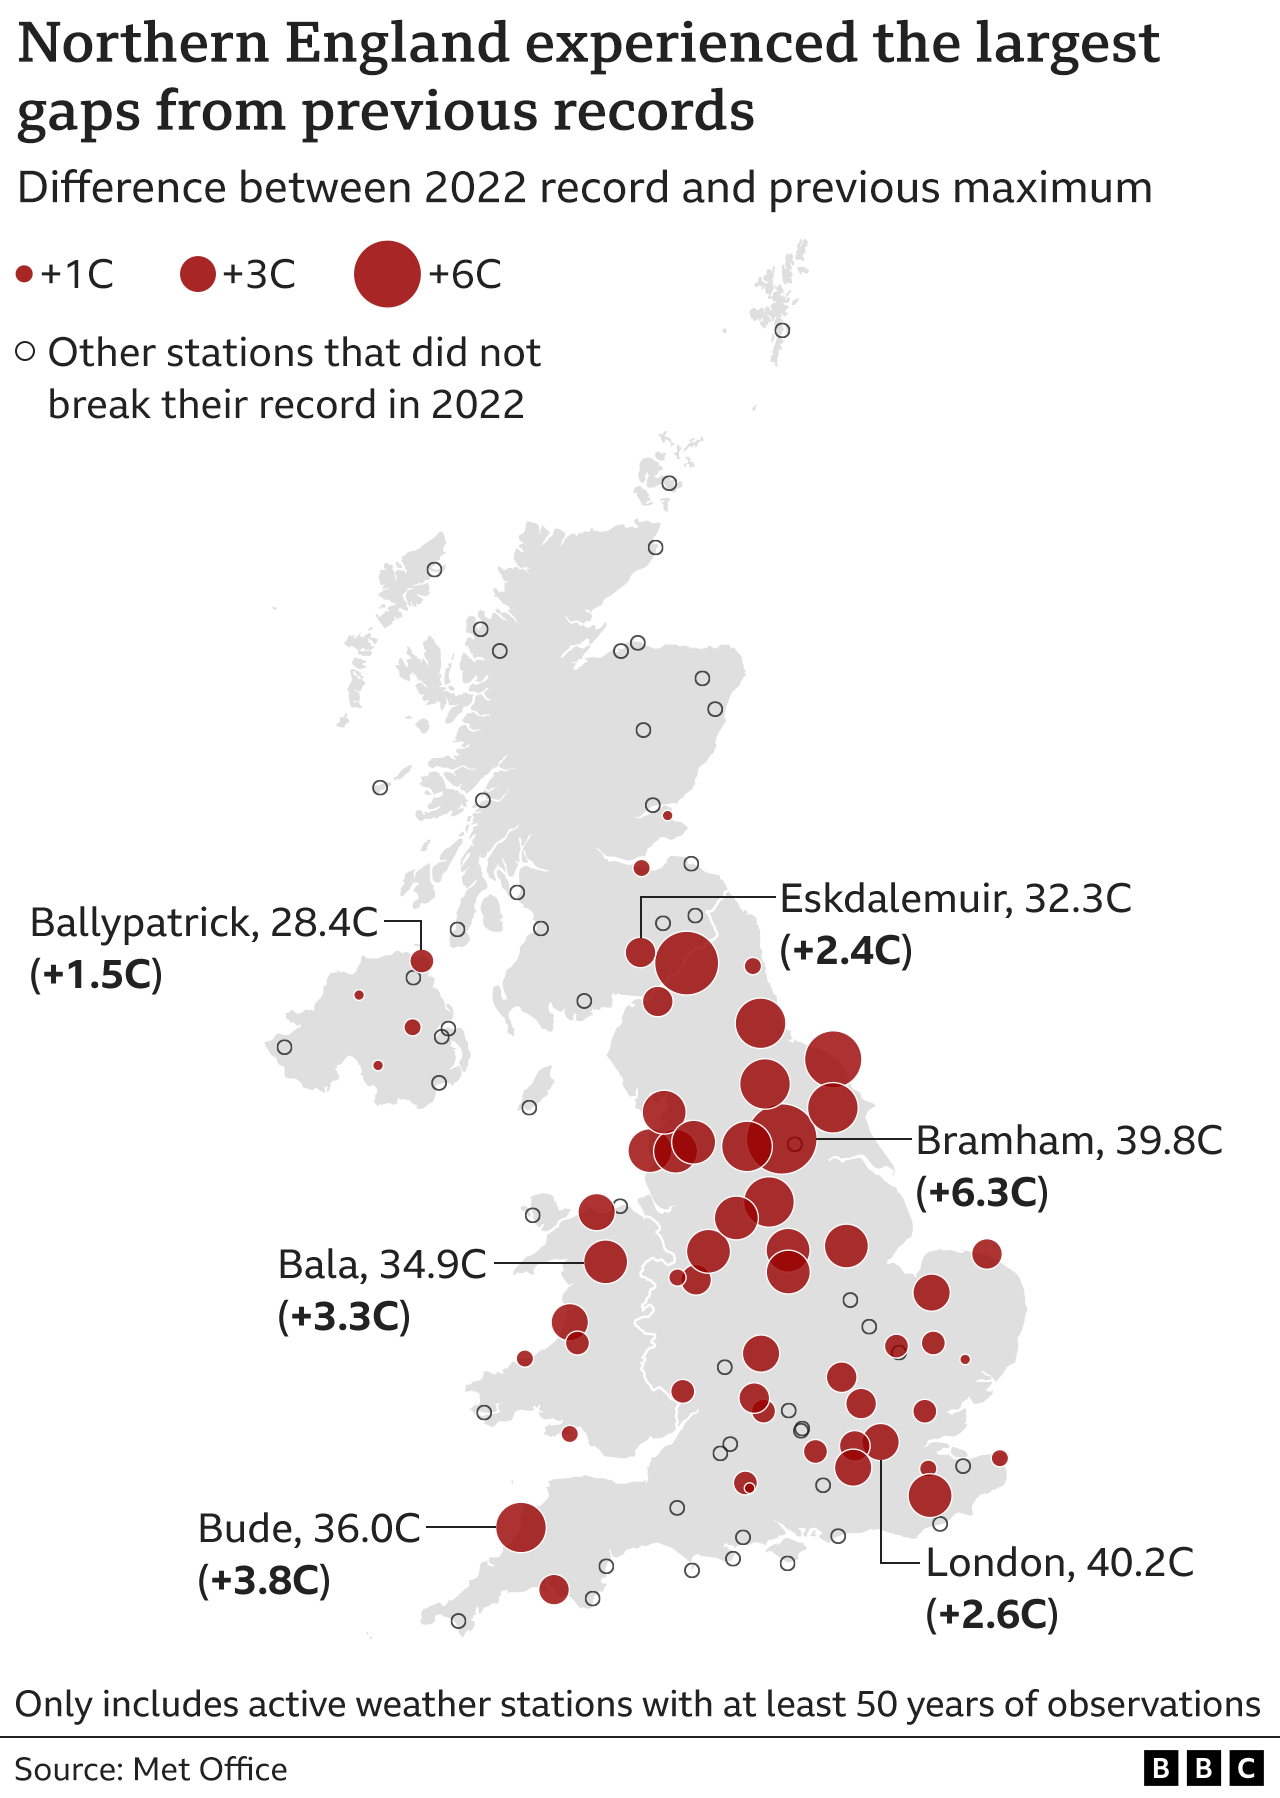 Northern England experienced the largest
gaps from previous records
Difference between 2022 record and previous maximum
+1C
+3C
+6C
Other stations that did not
break their record in 2022
Eskdalemuir, 32.3C
(+2.4C)
Ballypatrick, 28.4C
(+1.5C)
Bramham, 39.8C
(+6.3C)
Bala, 34.9C
(+3.3C)
Bude, 36.0C
(+3.8C)
London, 40.2C
(+2.6C)
Only includes active weather stations with at least 50 years of observations
Source: Met Office
BBC